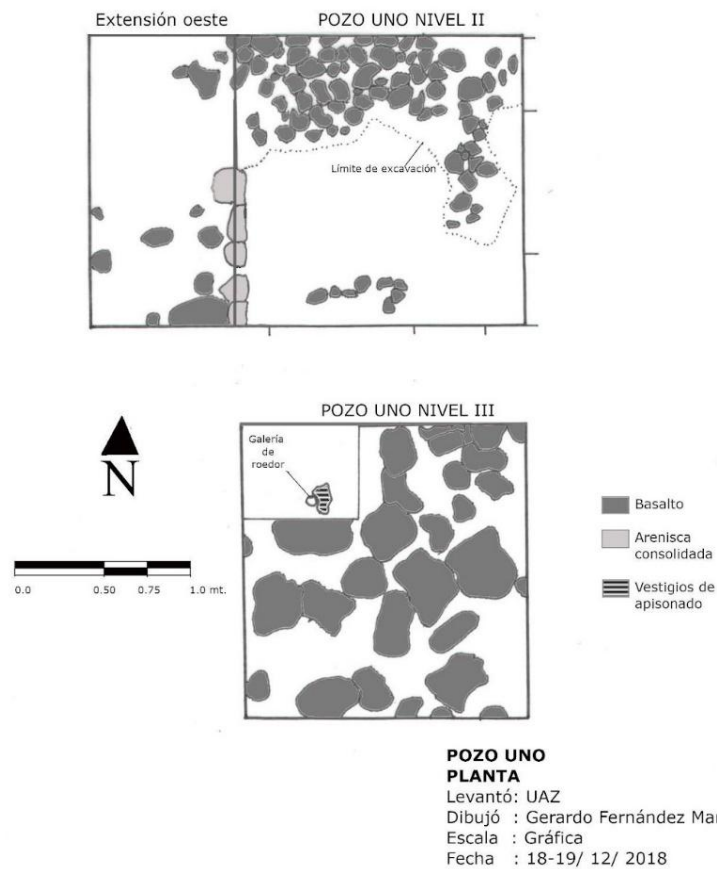 Extensión oeste
POZO UNO NIVEL II
Límite de excavación
POZO UNO NIVEL III
Galería
de
roedor
N
0.0 0.50 0.75 1.0 mt.
Basalto
Arenisca
consolidada
Vestigios de
apisonado
POZO UNO
PLANTA
Levantó: UAZ
Dibujó : Gerardo Fernández Mar
Escala : Gráfica
Fecha : 18-19/ 12/ 2018